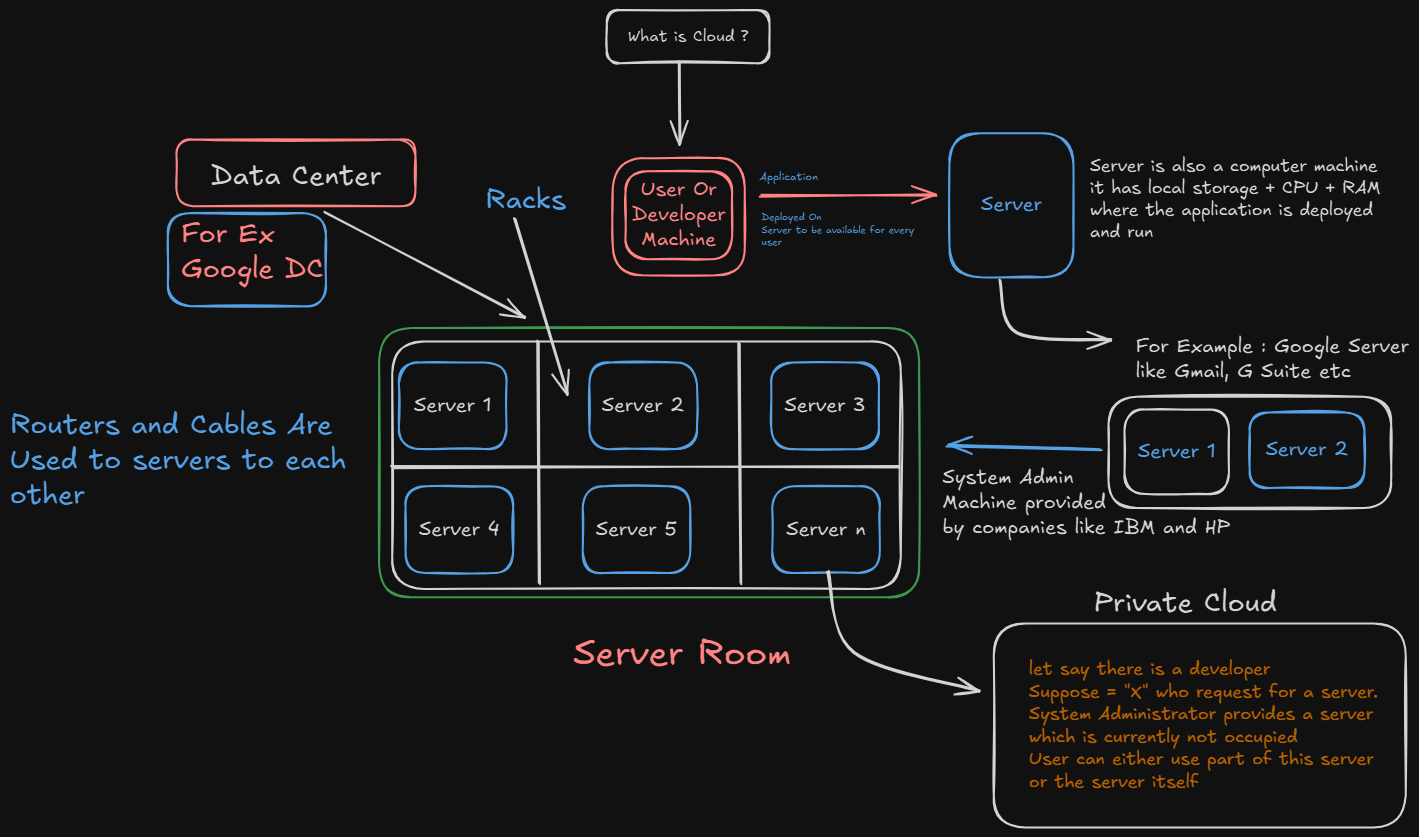 What is Cloud ?
Data Center
For Ex
Google DC
Racks
User Or
Developer
Machine
Application
Deployed On
Server to be available for every
user
Server
Server is also a computer machine
it has local storage + CPU + RAM
where the application is deployed
and run
For Example : Google Server
like Gmail, G Suite etc
Server 1
Server 2
System Admin
Machine provided
by companies like IBM and HP
Routers and Cables Are
Used to servers to each
other
Server 1
Server 2
Server 3
Server 4
Server 5
Server n
Server Room
Private Cloud
let say there is a developer
Suppose = "X" who request for a server.
System Administrator provides a server
which is currently not occupied
User can either use part of this server
or the server itself